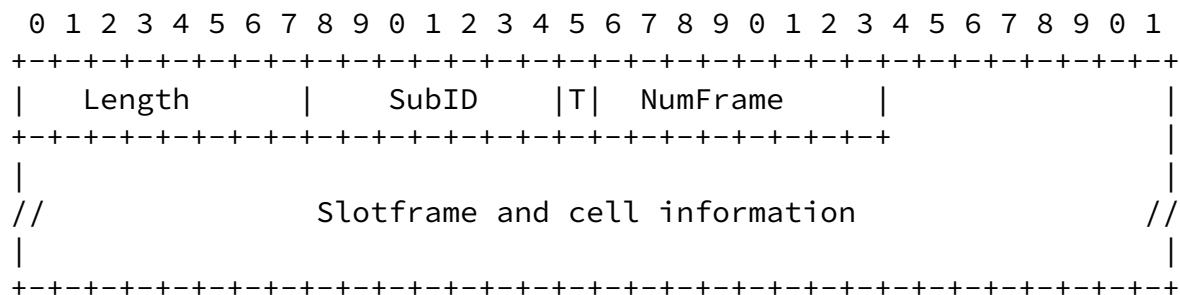 0 1 2 3 4 5 6 7 8 9 0 1 2 3 4 5 6 7 8 9 0 1 2 3 4 5 6 7 8 9 0 1
+-+-+-+-+-+-+-+-+-+-+-+-+-+-+-+-+-+-+-+-+-+-+-+-+-+-+-+-+-+-+-+-+
|   Length      |    SubID    |T|  NumFrame     |               |
+-+-+-+-+-+-+-+-+-+-+-+-+-+-+-+-+-+-+-+-+-+-+-+-+               |
|                                                               |
//               Slotframe and cell information                //
|                                                               |
+-+-+-+-+-+-+-+-+-+-+-+-+-+-+-+-+-+-+-+-+-+-+-+-+-+-+-+-+-+-+-+-+